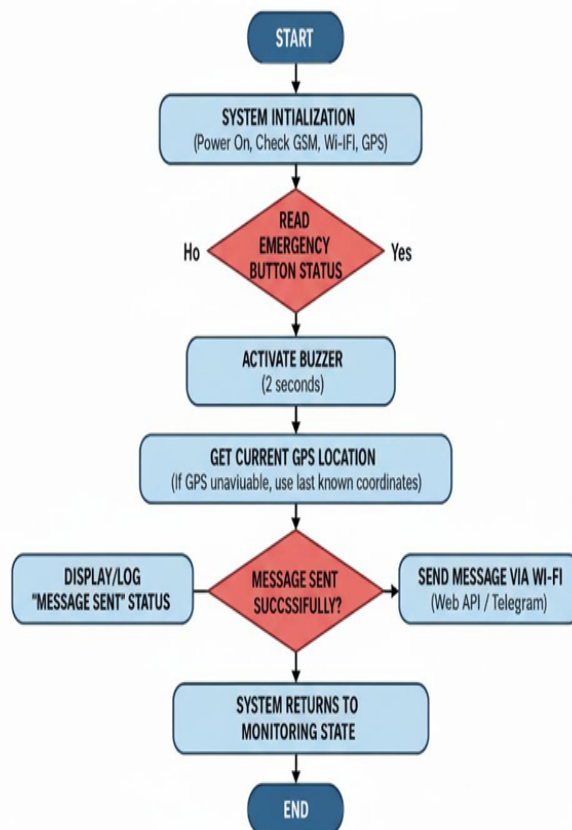 START
SYSTEM INTIALIZATION
(Power On, Check GSM, Wi-IFI, GPS)
READ
EMERGENCY
BUTTON STATUS
Ho
Yes
ACTIVATE BUZZER
(2 seconds)
GET CURRENT GPS LOCATION
(If GPS unaviuable, use last known coordinates)
DISPLAY/LOG
"MESSAGE SENT" STATUS
MESSAGE SENT
SUCCSSIFULLY?
SEND MESSAGE VIA WI-FI
(Web API / Telegram)
SYSTEM RETURNS TO
MONITORING STATE
END